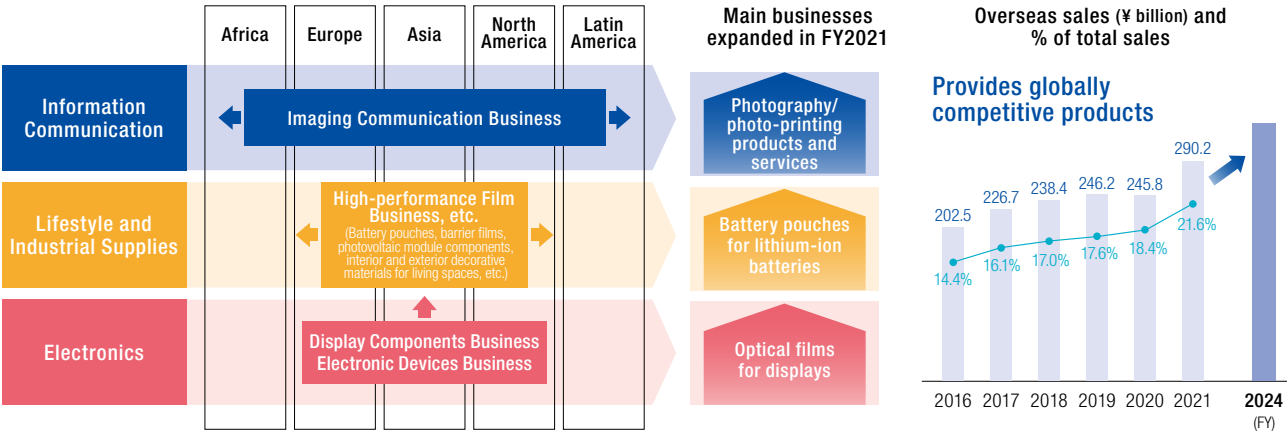 Africa
Europe
Asia
North
America
Latin
America
Main businesses
expanded in FY2021
Information
Communication
Imaging Communication Business
Photography/
photo-printing
products and
services
Lifestyle and
Industrial Supplies
High-performance Film
Business, etc.
(Battery pouches, barrier films,
photovoltaic module components,
interior and exterior decorative
materials for living spaces, etc.)
Battery pouches
for lithium-ion
batteries
Electronics
Display Components Business
Electronic Devices Business
Optical films
for displays
Overseas sales (¥ billion) and
% of total sales
Provides globally
competitive products
202.5
226.7
238.4
246.2
245.8
290.2
14.4%
16.1%
17.0%
17.6%
18.4%
21.6%
2016 2017 2018 2019 2020 2021 2024
(FY)